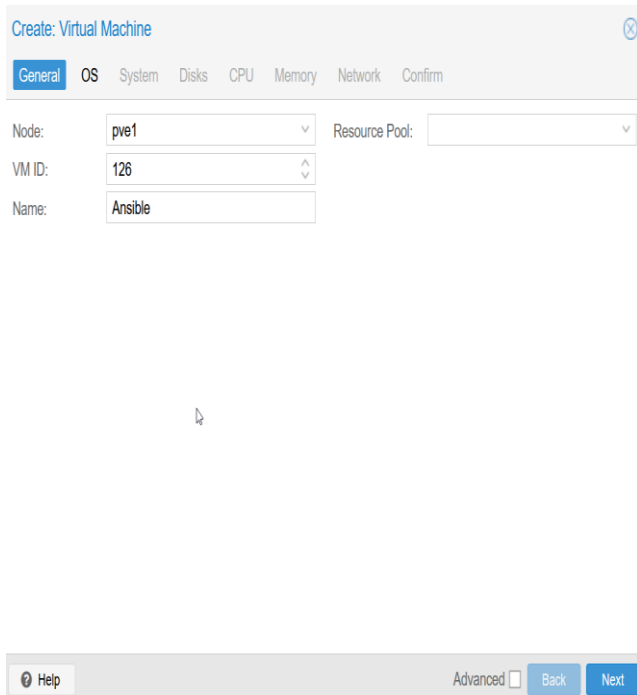 Create: Virtual Machine
General OS System Disks CPU Memory Network Confirm
Node: pve1 Resource Pool:
VM ID: 126
Name: Ansible
Help Advanced Back Next